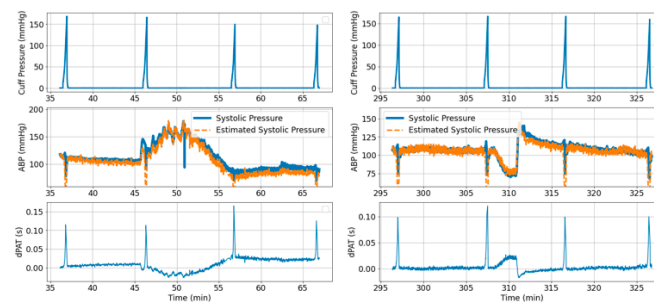 Cuff Pressure (mmHg)
150
100
50
0
35 40 45 50 55 60 65
ABP (mmHg)
200
150
100
Systolic Pressure
Estimated Systolic Pressure
35 40 45 50 55 60 65
dPAT (s)
0.15
0.10
0.05
0.00
35 40 45 50 55 60 65
Time (min)
Cuff Pressure (mmHg)
150
100
50
0
295 300 305 310 315 320 325
ABP (mmHg)
150
125
100
75
Systolic Pressure
Estimated Systolic Pressure
295 300 305 310 315 320 325
dPAT (s)
0.10
0.05
0.00
295 300 305 310 315 320 325
Time (min)